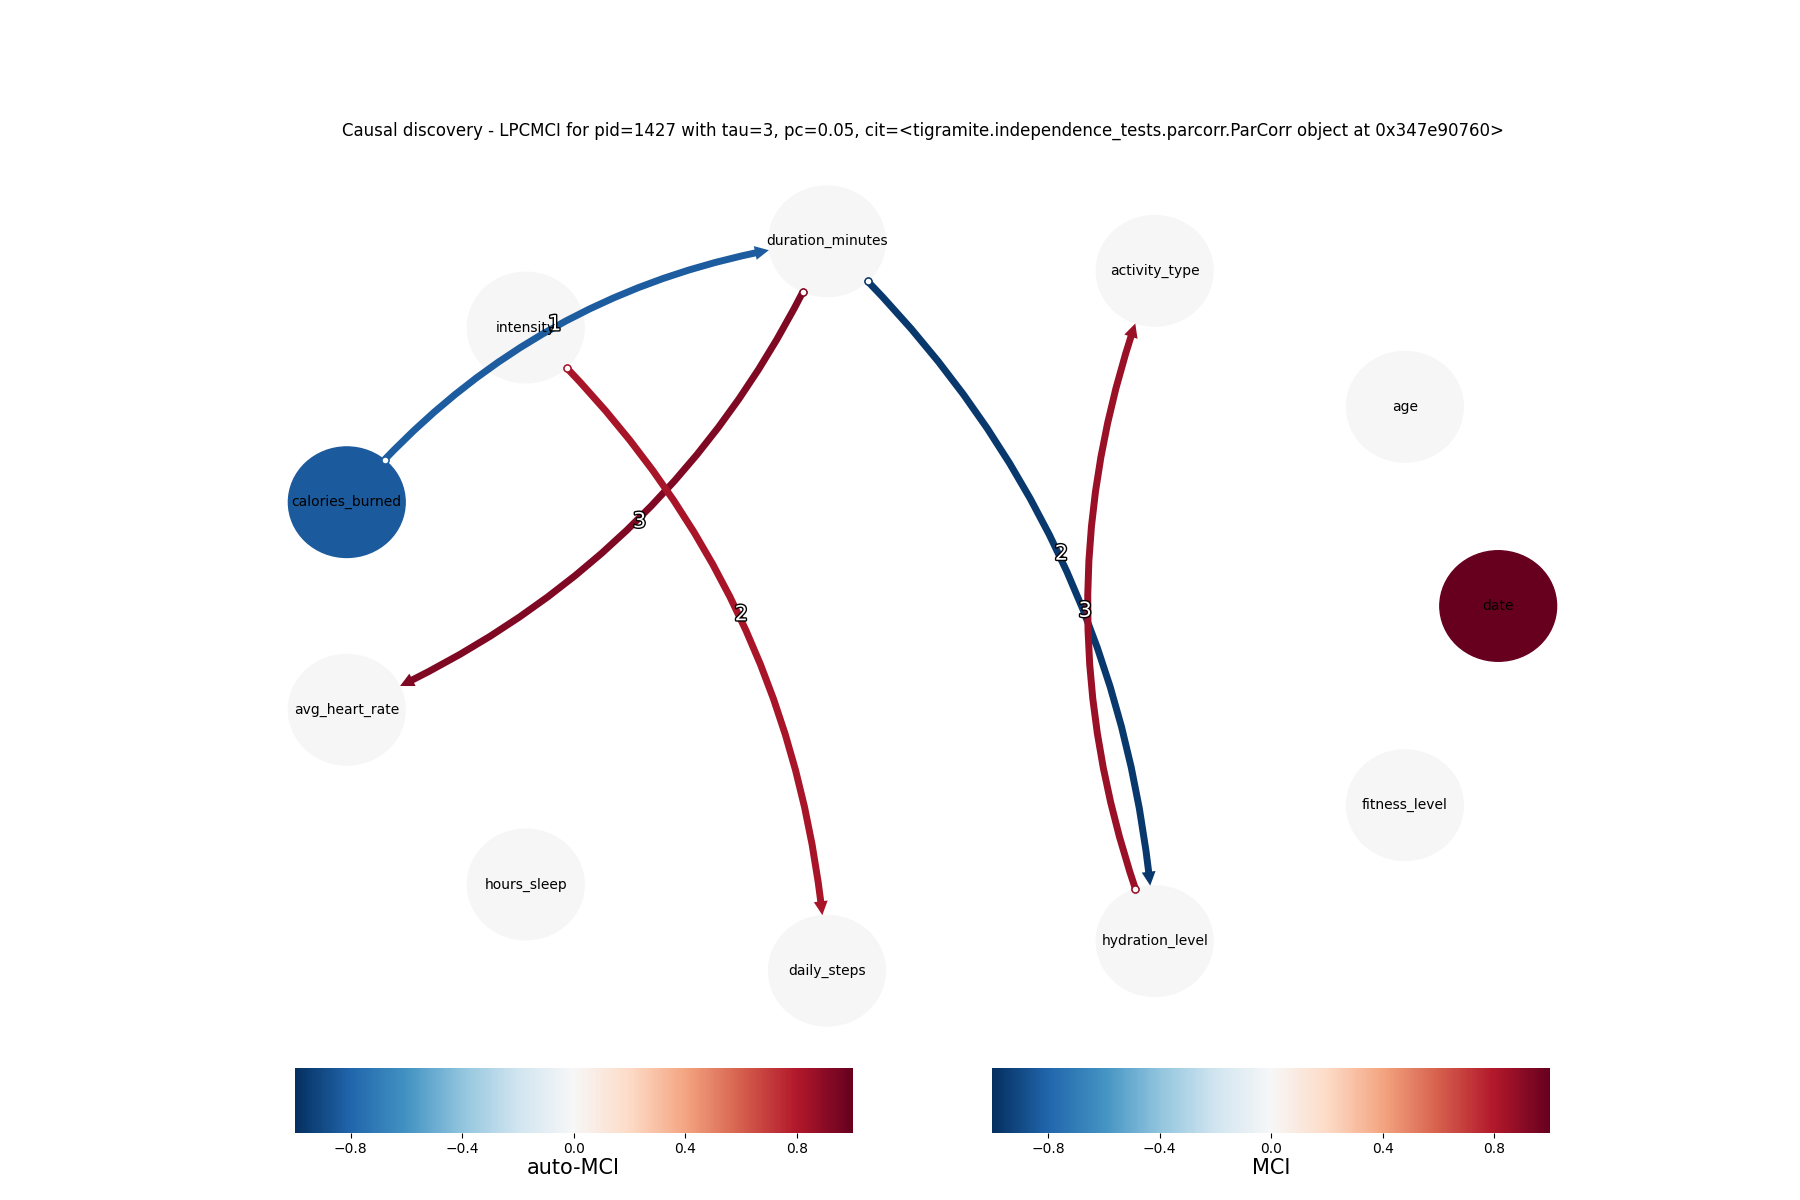 Causal discovery - LPCMCI for pid=1427 with tau=3, pc=0.05, cit=<tigramite.independence_tests.parcorr.ParCorr object at 0x347e90760>
duration_minutes
activity_type
intensity
1
age
calories_burned
3
2
date
3
2
avg_heart_rate
fitness_level
hours_sleep
hydration_level
daily_steps
−0.8 −0.4 0.0 0.4 0.8
auto-MCI
−0.8 −0.4 0.0 0.4 0.8
MCI